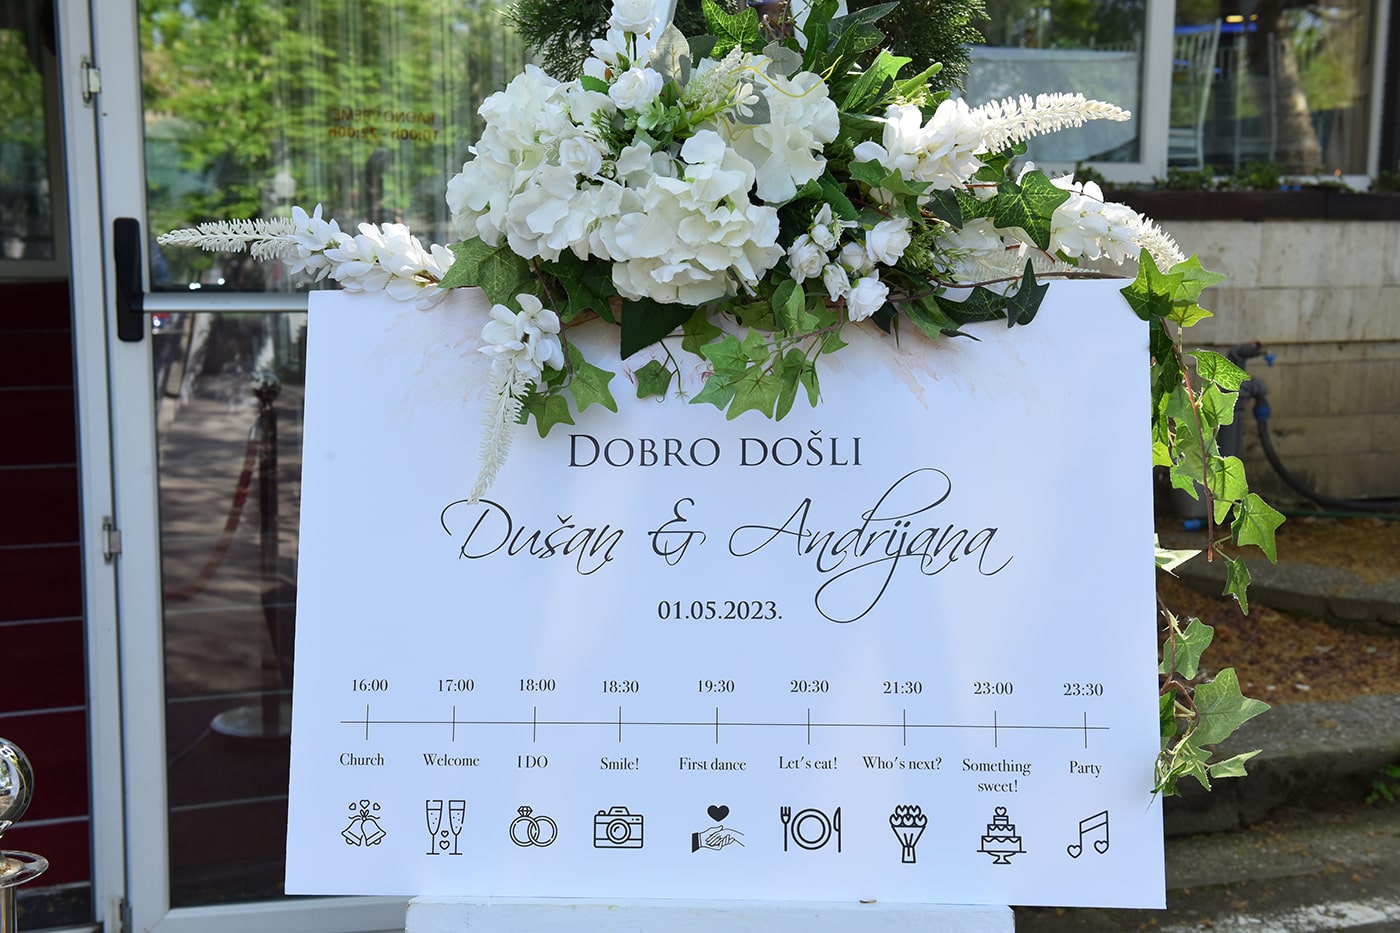 RADNO VREME
DOBRO DOŠLI
Dušan & Andrijana
01.05.2023.
16:00 17:00 18:00 18:30 19:30 20:30 21:30 23:00 23:30
Church Welcome I DO Smile! First dance Let's eat! Who's next? Something sweet! Party